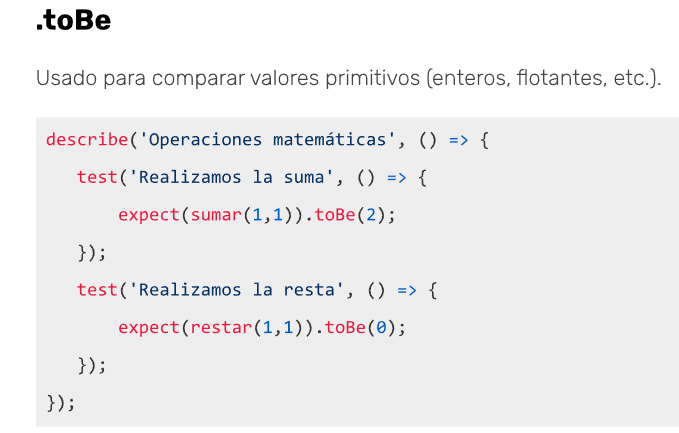 .toBe
Usado para comparar valores primitivos (enteros, flotantes, etc.).
describe('Operaciones matemáticas', () => {
test('Realizamos la suma', () => {
expect(sumar(1,1)).toBe(2);
});
test('Realizamos la resta', () => {
expect(restar(1,1)).toBe(0);
});
});